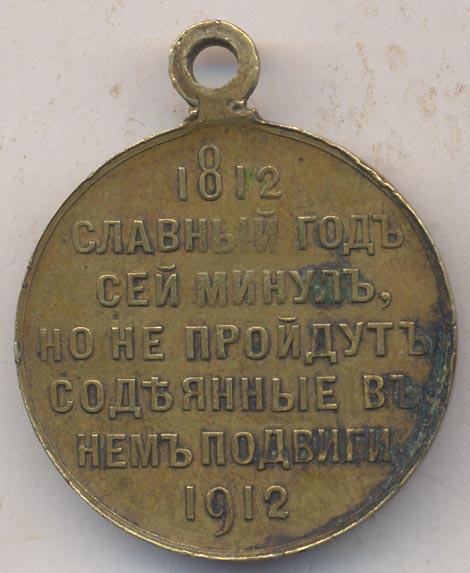 1812
СЛАВНЫЙ ГОДЪ
СЕЙ МИНУЛЪ,
НО НЕ ПРОЙДУТЪ
СОДѢЯННЫЕ ВЪ
НЕМЪ ПОДВИГИ
1912